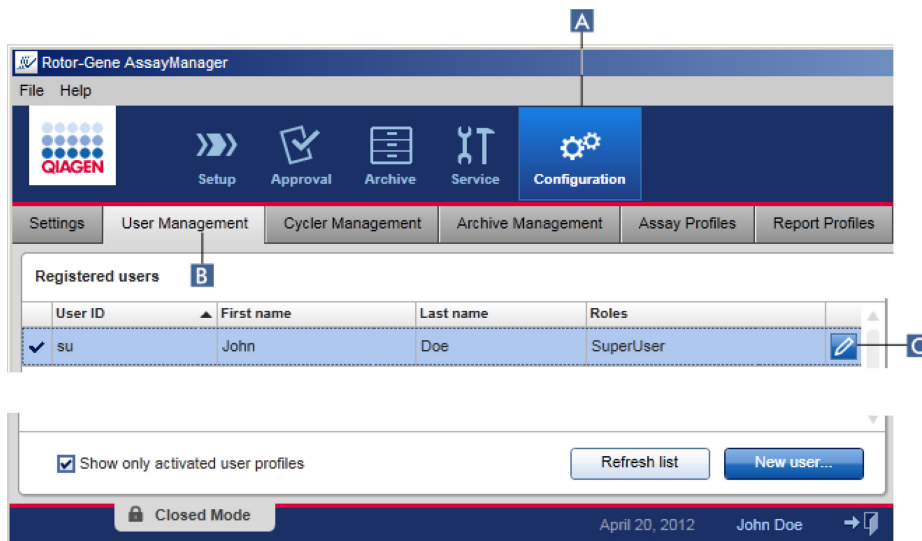 A
Rotor-Gene AssayManager
File Help
QIAGEN
Setup Approval Archive Service Configuration
Settings User Management Cycler Management Archive Management Assay Profiles Report Profiles
B
Registered users
User ID First name Last name Roles
su John Doe SuperUser
C
Show only activated user profiles Refresh list New user...
Closed Mode April 20, 2012 John Doe